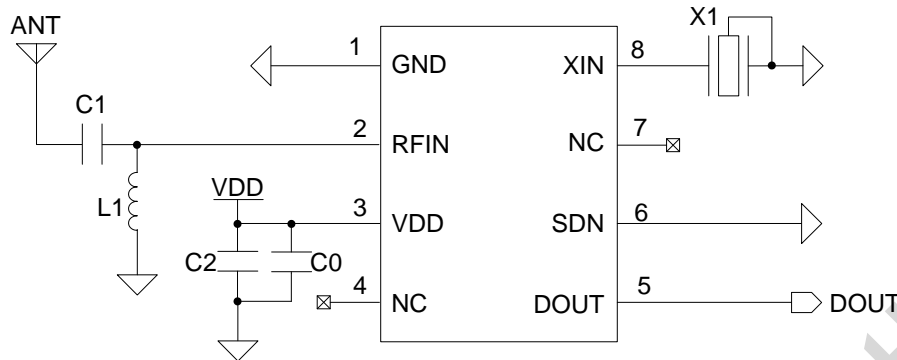 ANT
X1
C1
1
GND
XIN
8
2
RFIN
NC
7
L1
VDD
3
VDD
SDN
6
C2
C0
4
NC
DOUT
5
DOUT